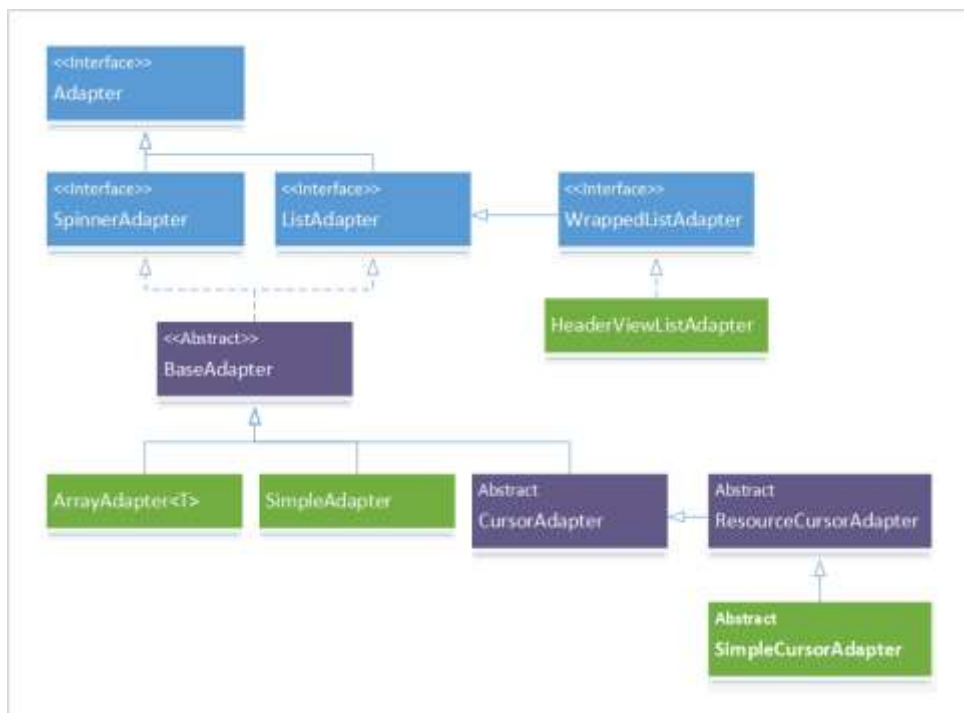 <<Interface>>
Adapter
<<Interface>>
SpinnerAdapter
<<Interface>>
ListAdapter
<<Interface>>
WrappedListAdapter
HeaderViewListAdapter
<<Abstract>>
BaseAdapter
ArrayAdapter<T>
SimpleAdapter
Abstract
CursorAdapter
Abstract
ResourceCursorAdapter
Abstract
SimpleCursorAdapter